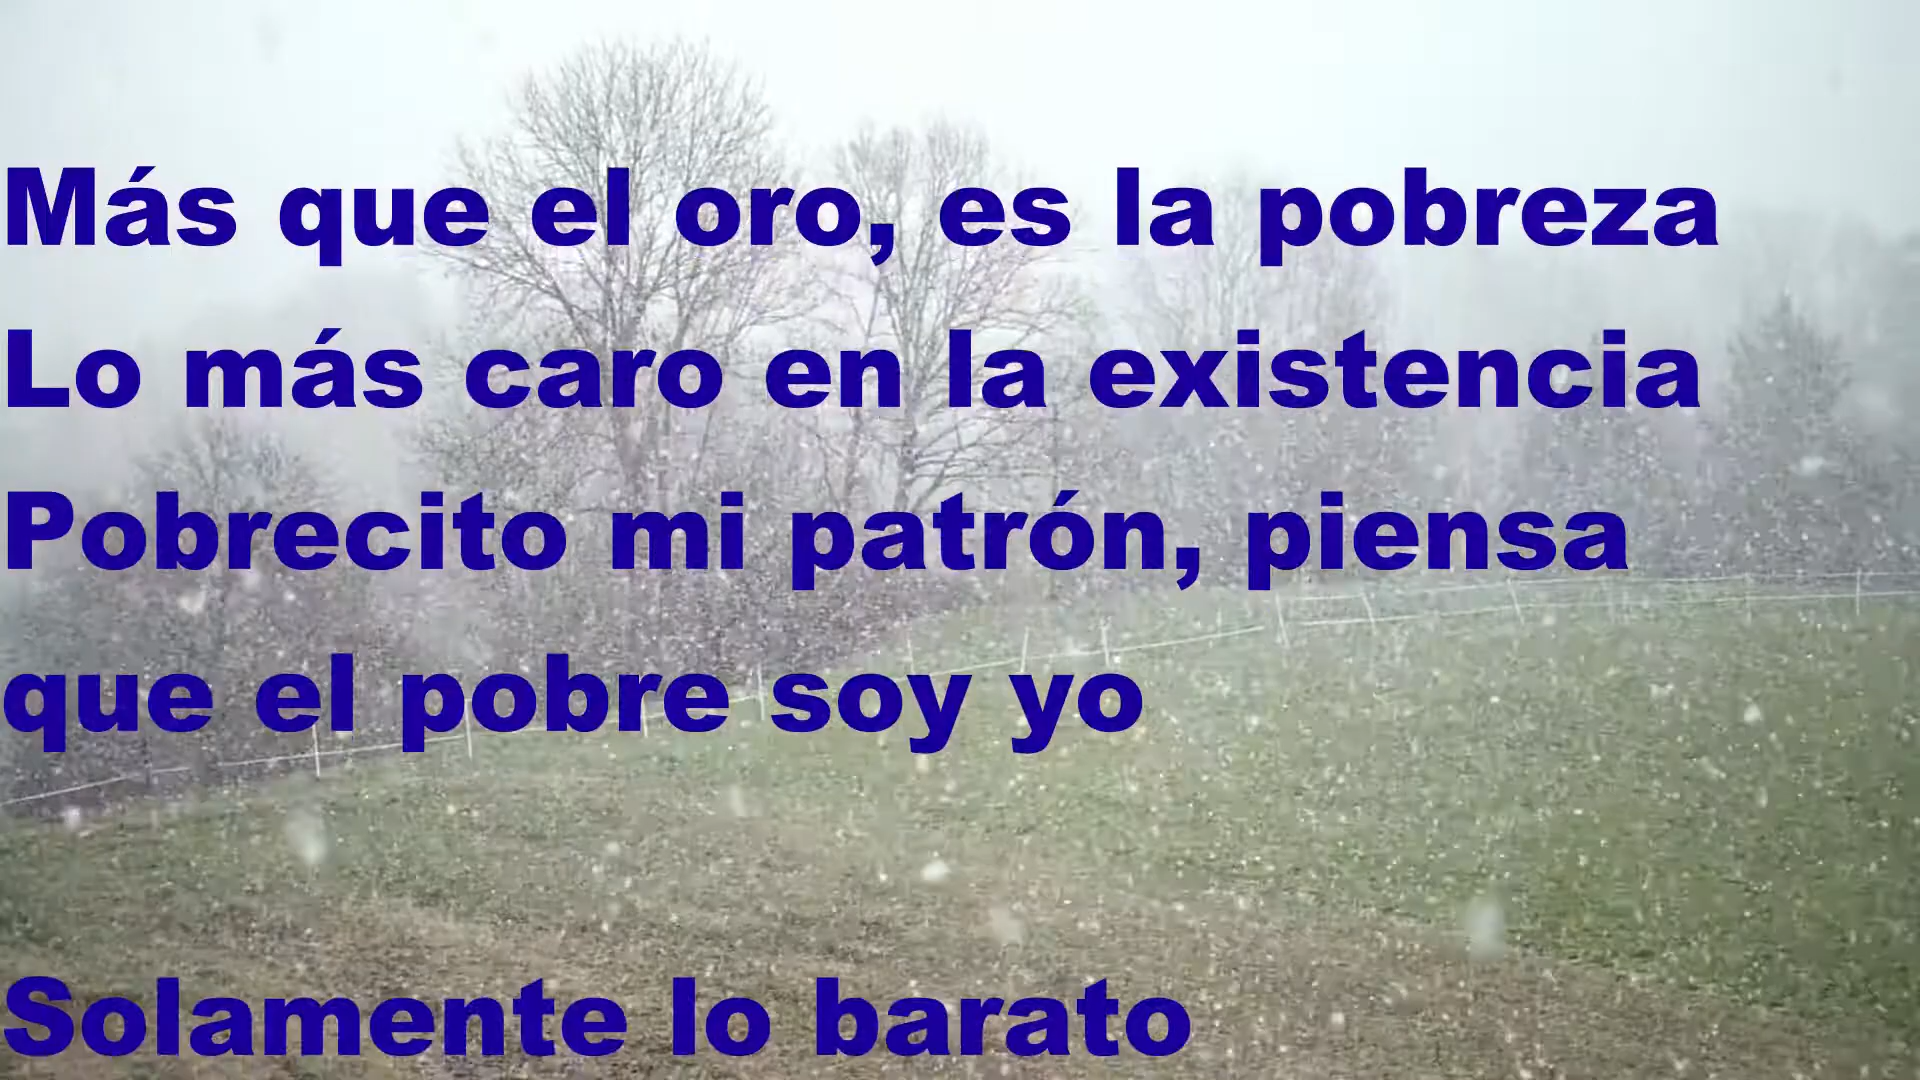 Más que el oro, es la pobreza
Lo más caro en la existencia
Pobrecito mi patrón, piensa
que el pobre soy yo
Solamente lo barato